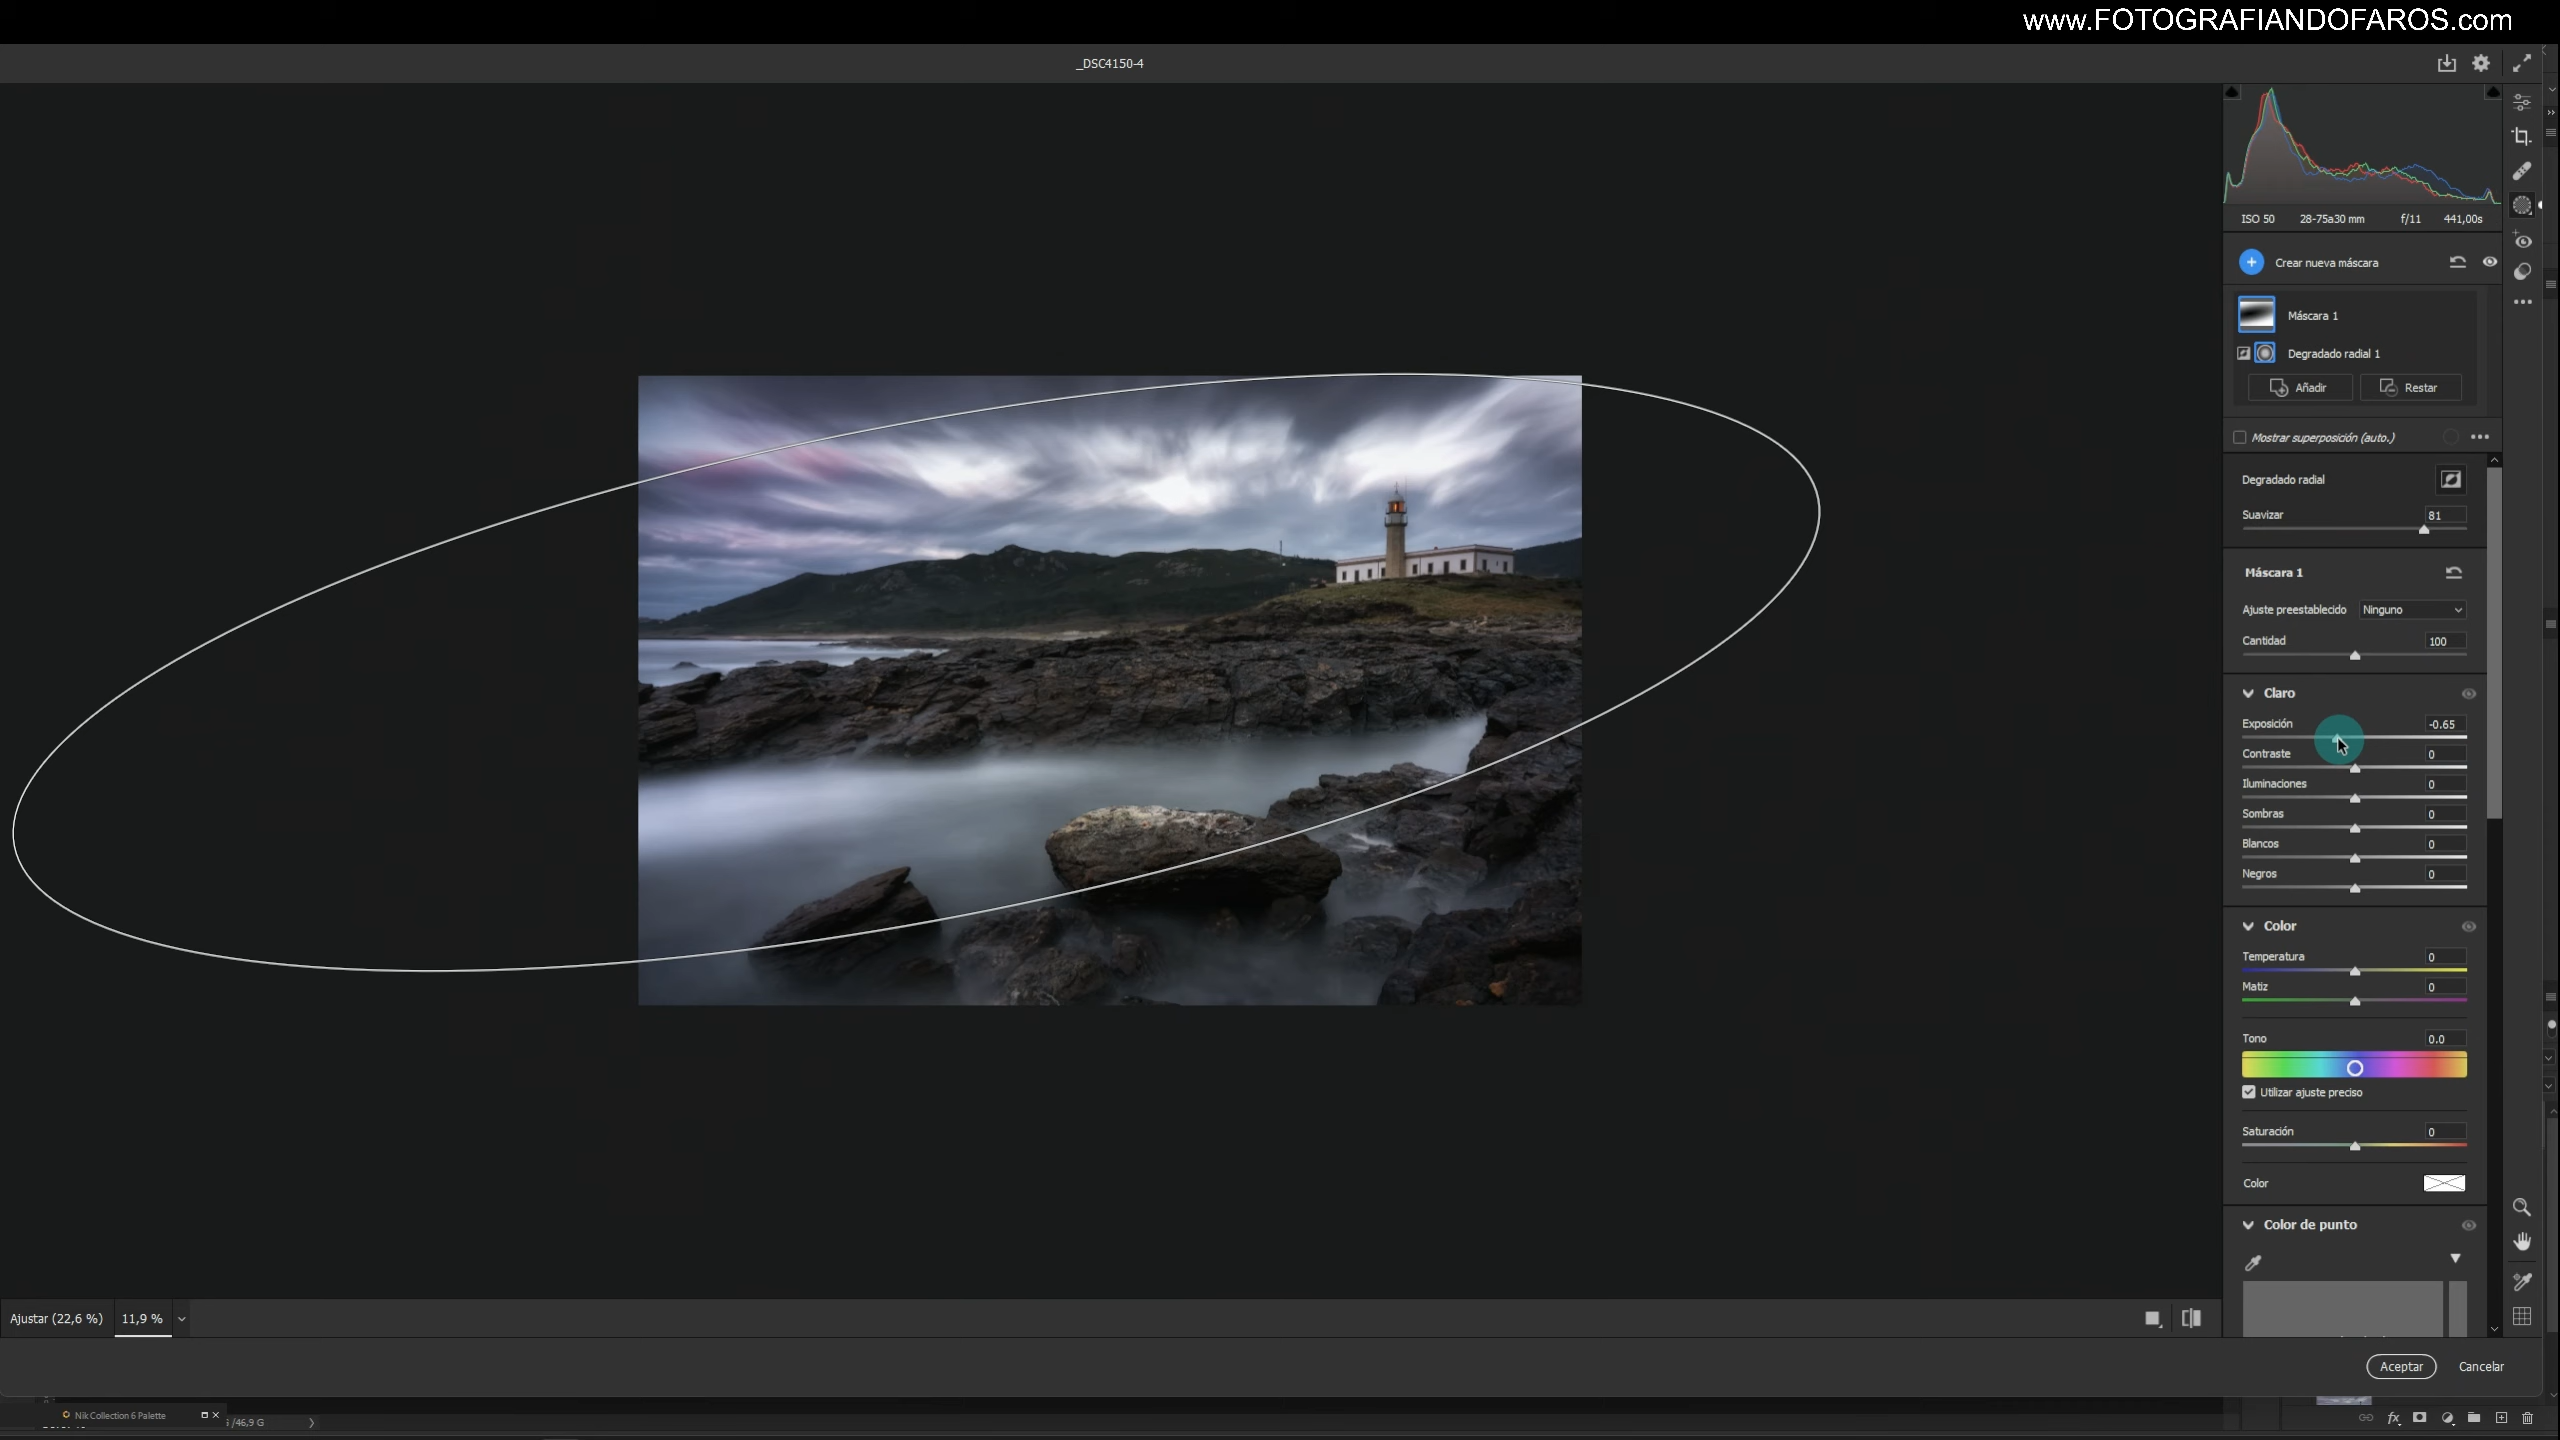 www.FOTOGRAFIANDOFAROS.com
_DSC4150-4
ISO 50 28-75a30 mm f/11 441,00s
Crear nueva máscara
Máscara 1
Degradado radial 1
Añadir Restar
Mostrar superposición (auto.)
Degradado radial
Suavizar 81
Máscara 1
Ajuste preestablecido Ninguno
Cantidad 100
Claro
Exposición -0.65
Contraste 0
Iluminaciones 0
Sombras 0
Blancos 0
Negros 0
Color
Temperatura 0
Matiz 0
Tono 0.0
Utilizar ajuste preciso
Saturación 0
Color
Color de punto
Ajustar (22,6 %) 11,9 %
Aceptar Cancelar
Nik Collection 6 Palette
/46,9 G
fx